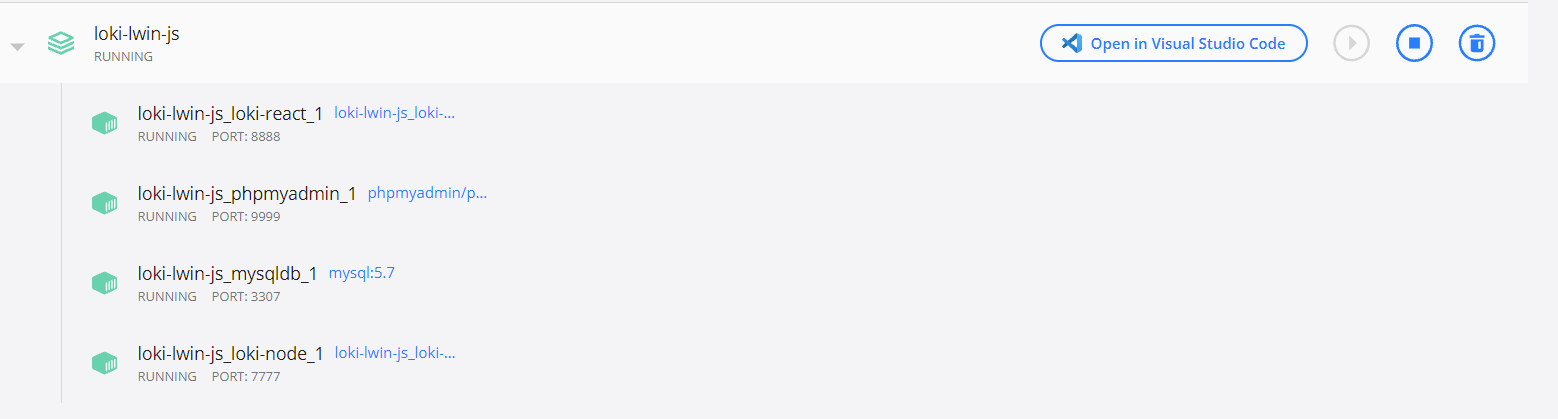 loki-lwin-js
RUNNING
Open in Visual Studio Code
loki-lwin-js_loki-react_1 loki-lwin-js_loki-...
RUNNING PORT: 8888
loki-lwin-js_phpmyadmin_1 phpmyadmin/p...
RUNNING PORT: 9999
loki-lwin-js_mysqldb_1 mysql:5.7
RUNNING PORT: 3307
loki-lwin-js_loki-node_1 loki-lwin-js_loki-...
RUNNING PORT: 7777